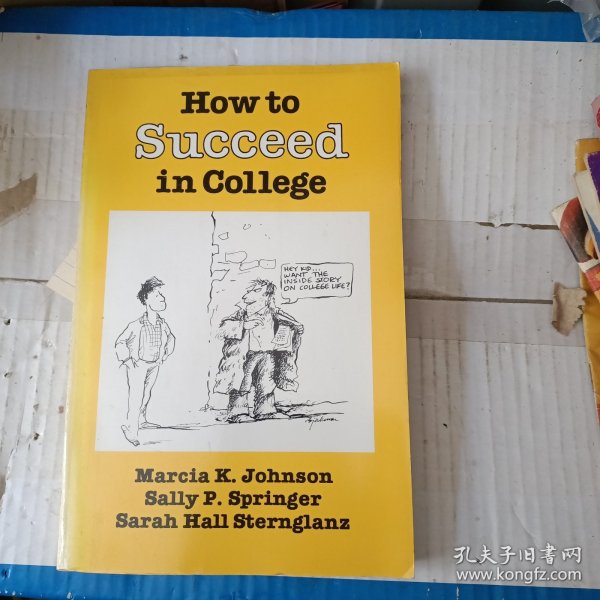 How to
Succeed
in College
HEY KID...
WANT THE
INSIDE STORY
ON COLLEGE LIFE?
Marcia K. Johnson
Sally P. Springer
Sarah Hall Sternglanz
孔夫子旧書网
www.kongfz.com